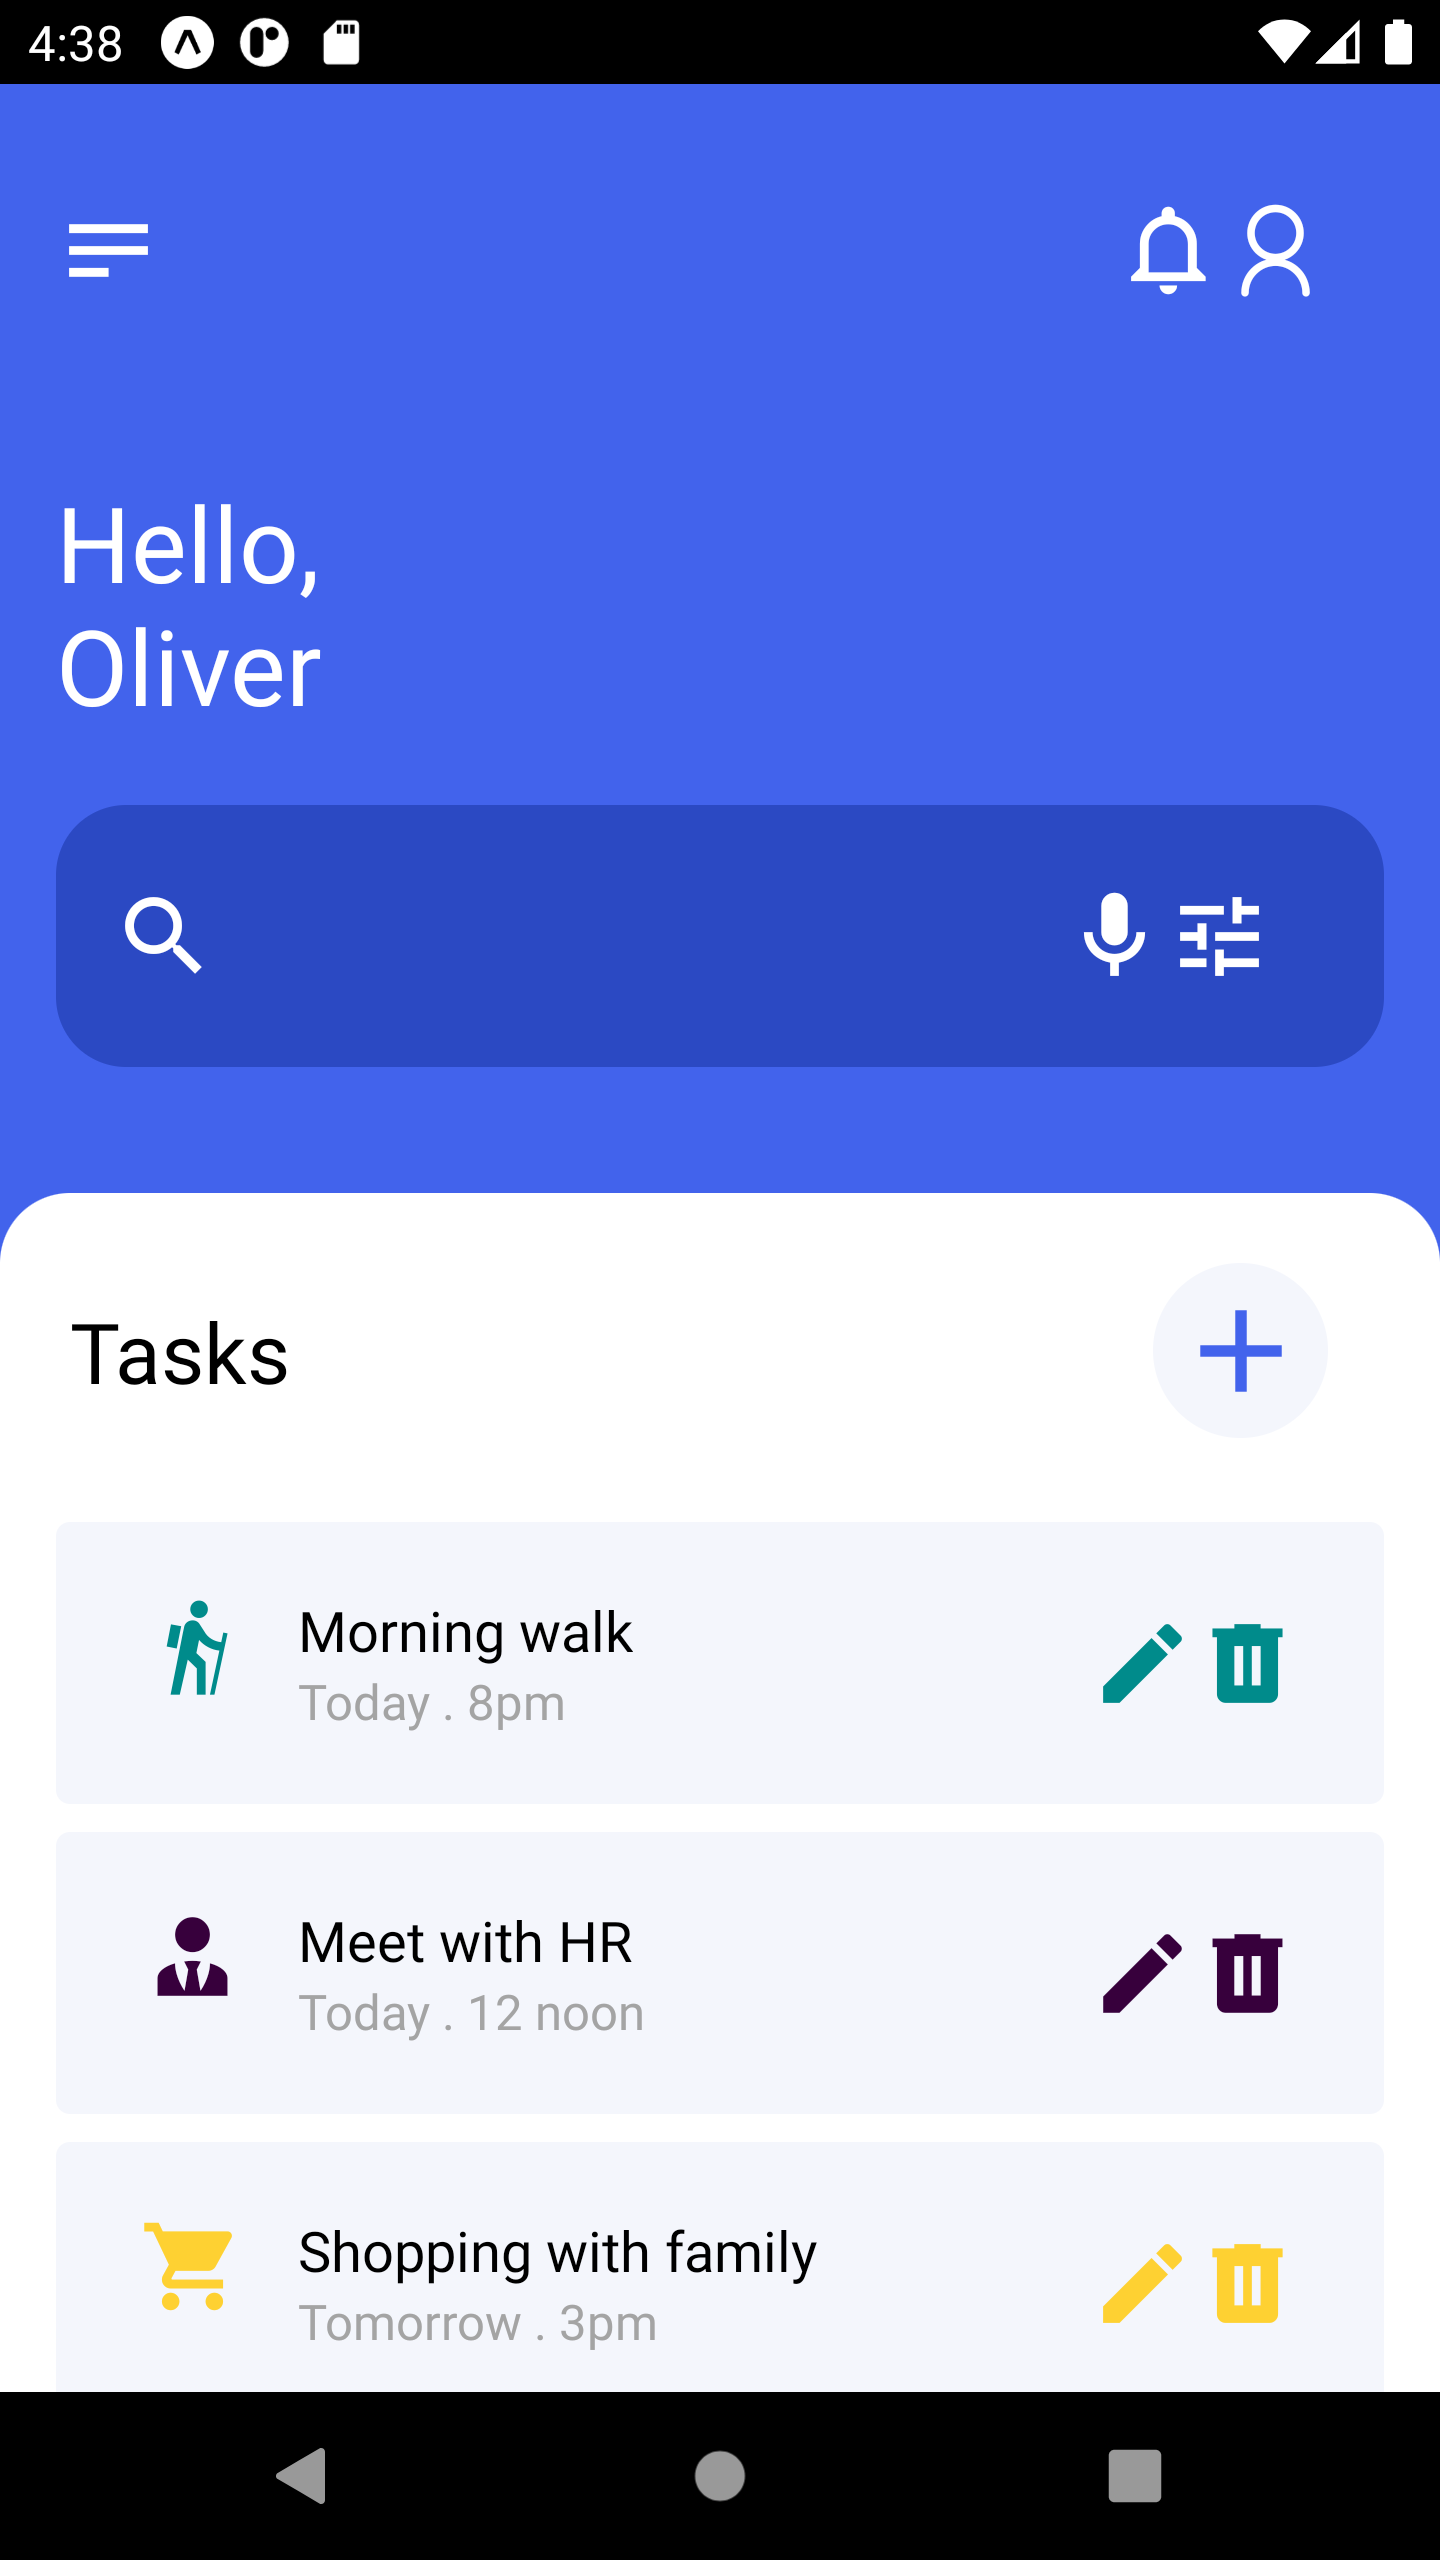 4:38
Hello,
Oliver
Tasks
Morning walk
Today . 8pm
Meet with HR
Today . 12 noon
Shopping with family
Tomorrow . 3pm